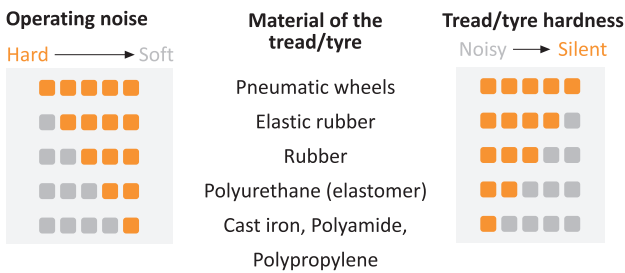 Operating noise
Hard
Soft
Material of the
tread/tyre
Tread/tyre hardness
Noisy
Silent
Pneumatic wheels
Elastic rubber
Rubber
Polyurethane (elastomer)
Cast iron, Polyamide,
Polypropylene